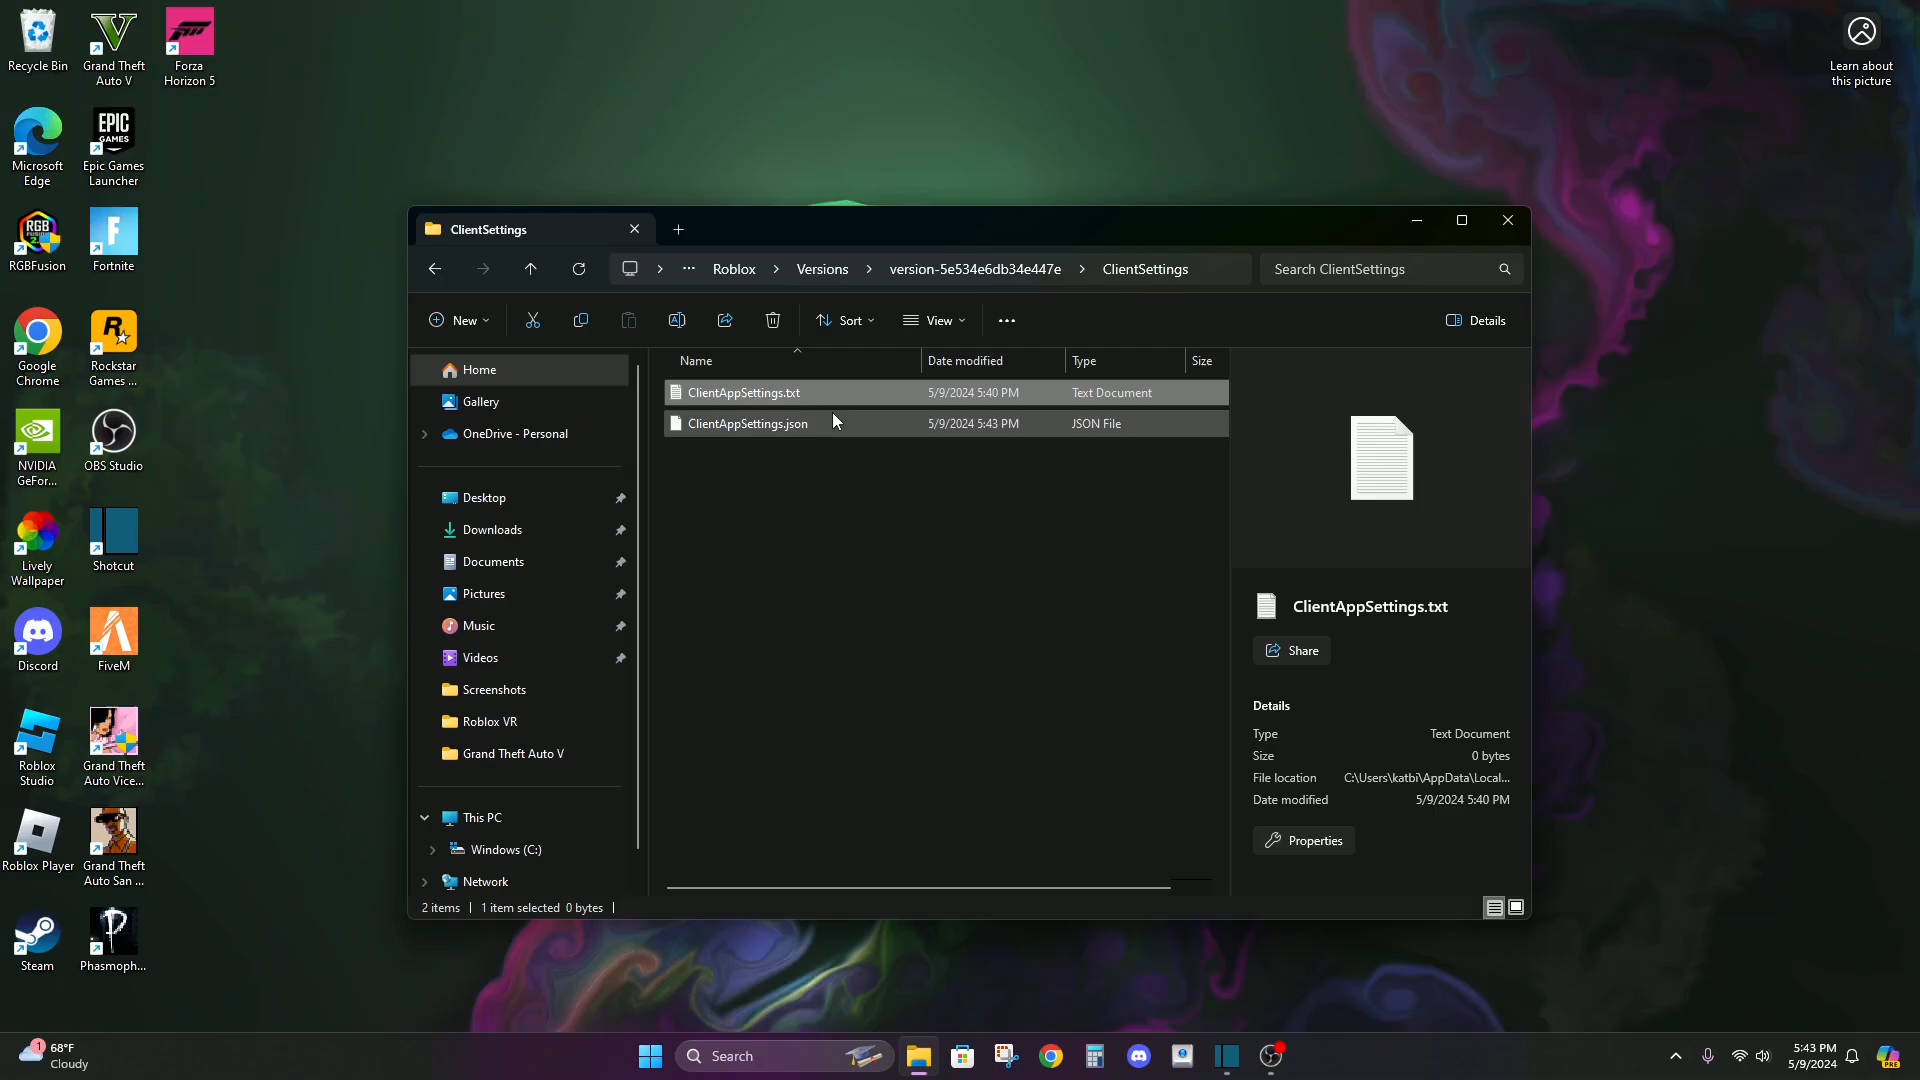 Recycle Bin
Grand Theft
Auto V
Forza
Horizon 5
Learn about
this picture
Microsoft
Edge
EPIC
GAMES
Epic Games
Launcher
RGB
RGBFusion
F
Fortnite
Google
Chrome
R
Rockstar
Games ...
NVIDIA
GeFor...
OBS Studio
Lively
Wallpaper
Shotcut
Discord
FiveM
Roblox
Studio
Grand Theft
Auto Vice...
Roblox Player
Grand Theft
Auto San ...
Steam
Phasmoph...
ClientSettings
... Roblox > Versions > version-5e534e6db34e447e > ClientSettings
Search ClientSettings
New
Sort
View
...
Details
Name
Date modified
Type
Size
ClientAppSettings.txt
5/9/2024 5:40 PM
Text Document
ClientAppSettings.json
5/9/2024 5:43 PM
JSON File
Home
Gallery
OneDrive - Personal
Desktop
Downloads
Documents
Pictures
Music
Videos
Screenshots
Roblox VR
Grand Theft Auto V
This PC
Windows (C:)
Network
ClientAppSettings.txt
Share
Details
Type Text Document
Size 0 bytes
File location C:\Users\katbi\AppData\Local...
Date modified 5/9/2024 5:40 PM
Properties
2 items | 1 item selected 0 bytes |
1
68°F
Cloudy
Search
5:43 PM
5/9/2024
PRE